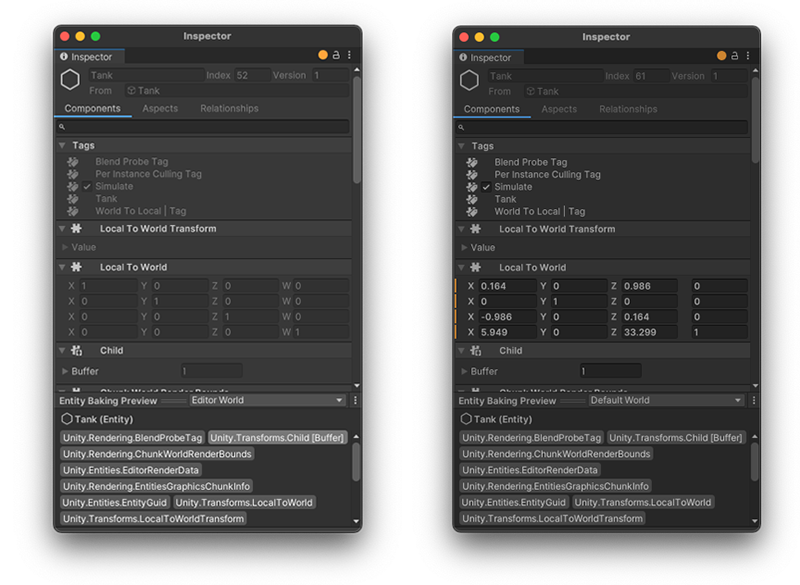 Inspector
Inspector
Tank Index 52 Version 1
From Tank
Components Aspects Relationships
Tags
Blend Probe Tag
Per Instance Culling Tag
Simulate
Tank
World To Local | Tag
Local To World Transform
Value
Local To World
X 1 Y 0 Z 0 W 0
X 0 Y 1 Z 0 W 0
X 0 Y 0 Z 1 W 0
X 0 Y 0 Z 0 W 1
Child
Buffer 1
Chunk World Render Bounds
Entity Baking Preview Editor World
Tank (Entity)
Unity.Rendering.BlendProbeTag Unity.Transforms.Child [Buffer]
Unity.Rendering.ChunkWorldRenderBounds
Unity.Entities.EditorRenderData
Unity.Rendering.EntitiesGraphicsChunkInfo
Unity.Entities.EntityGuid Unity.Transforms.LocalToWorld
Unity.Transforms.LocalToWorldTransform
Inspector
Inspector
Tank Index 61 Version 1
From Tank
Components Aspects Relationships
Tags
Blend Probe Tag
Per Instance Culling Tag
Simulate
Tank
World To Local | Tag
Local To World Transform
Value
Local To World
X 0.164 Y 0 Z 0.986 0
X 0 Y 1 Z 0 0
X -0.986 Y 0 Z 0.164 0
X 5.949 Y 0 Z 33.299 1
Child
Buffer 1
Chunk World Render Bounds
Entity Baking Preview Default World
Tank (Entity)
Unity.Rendering.BlendProbeTag Unity.Transforms.Child [Buffer]
Unity.Rendering.ChunkWorldRenderBounds
Unity.Entities.EditorRenderData
Unity.Rendering.EntitiesGraphicsChunkInfo
Unity.Entities.EntityGuid Unity.Transforms.LocalToWorld
Unity.Transforms.LocalToWorldTransform